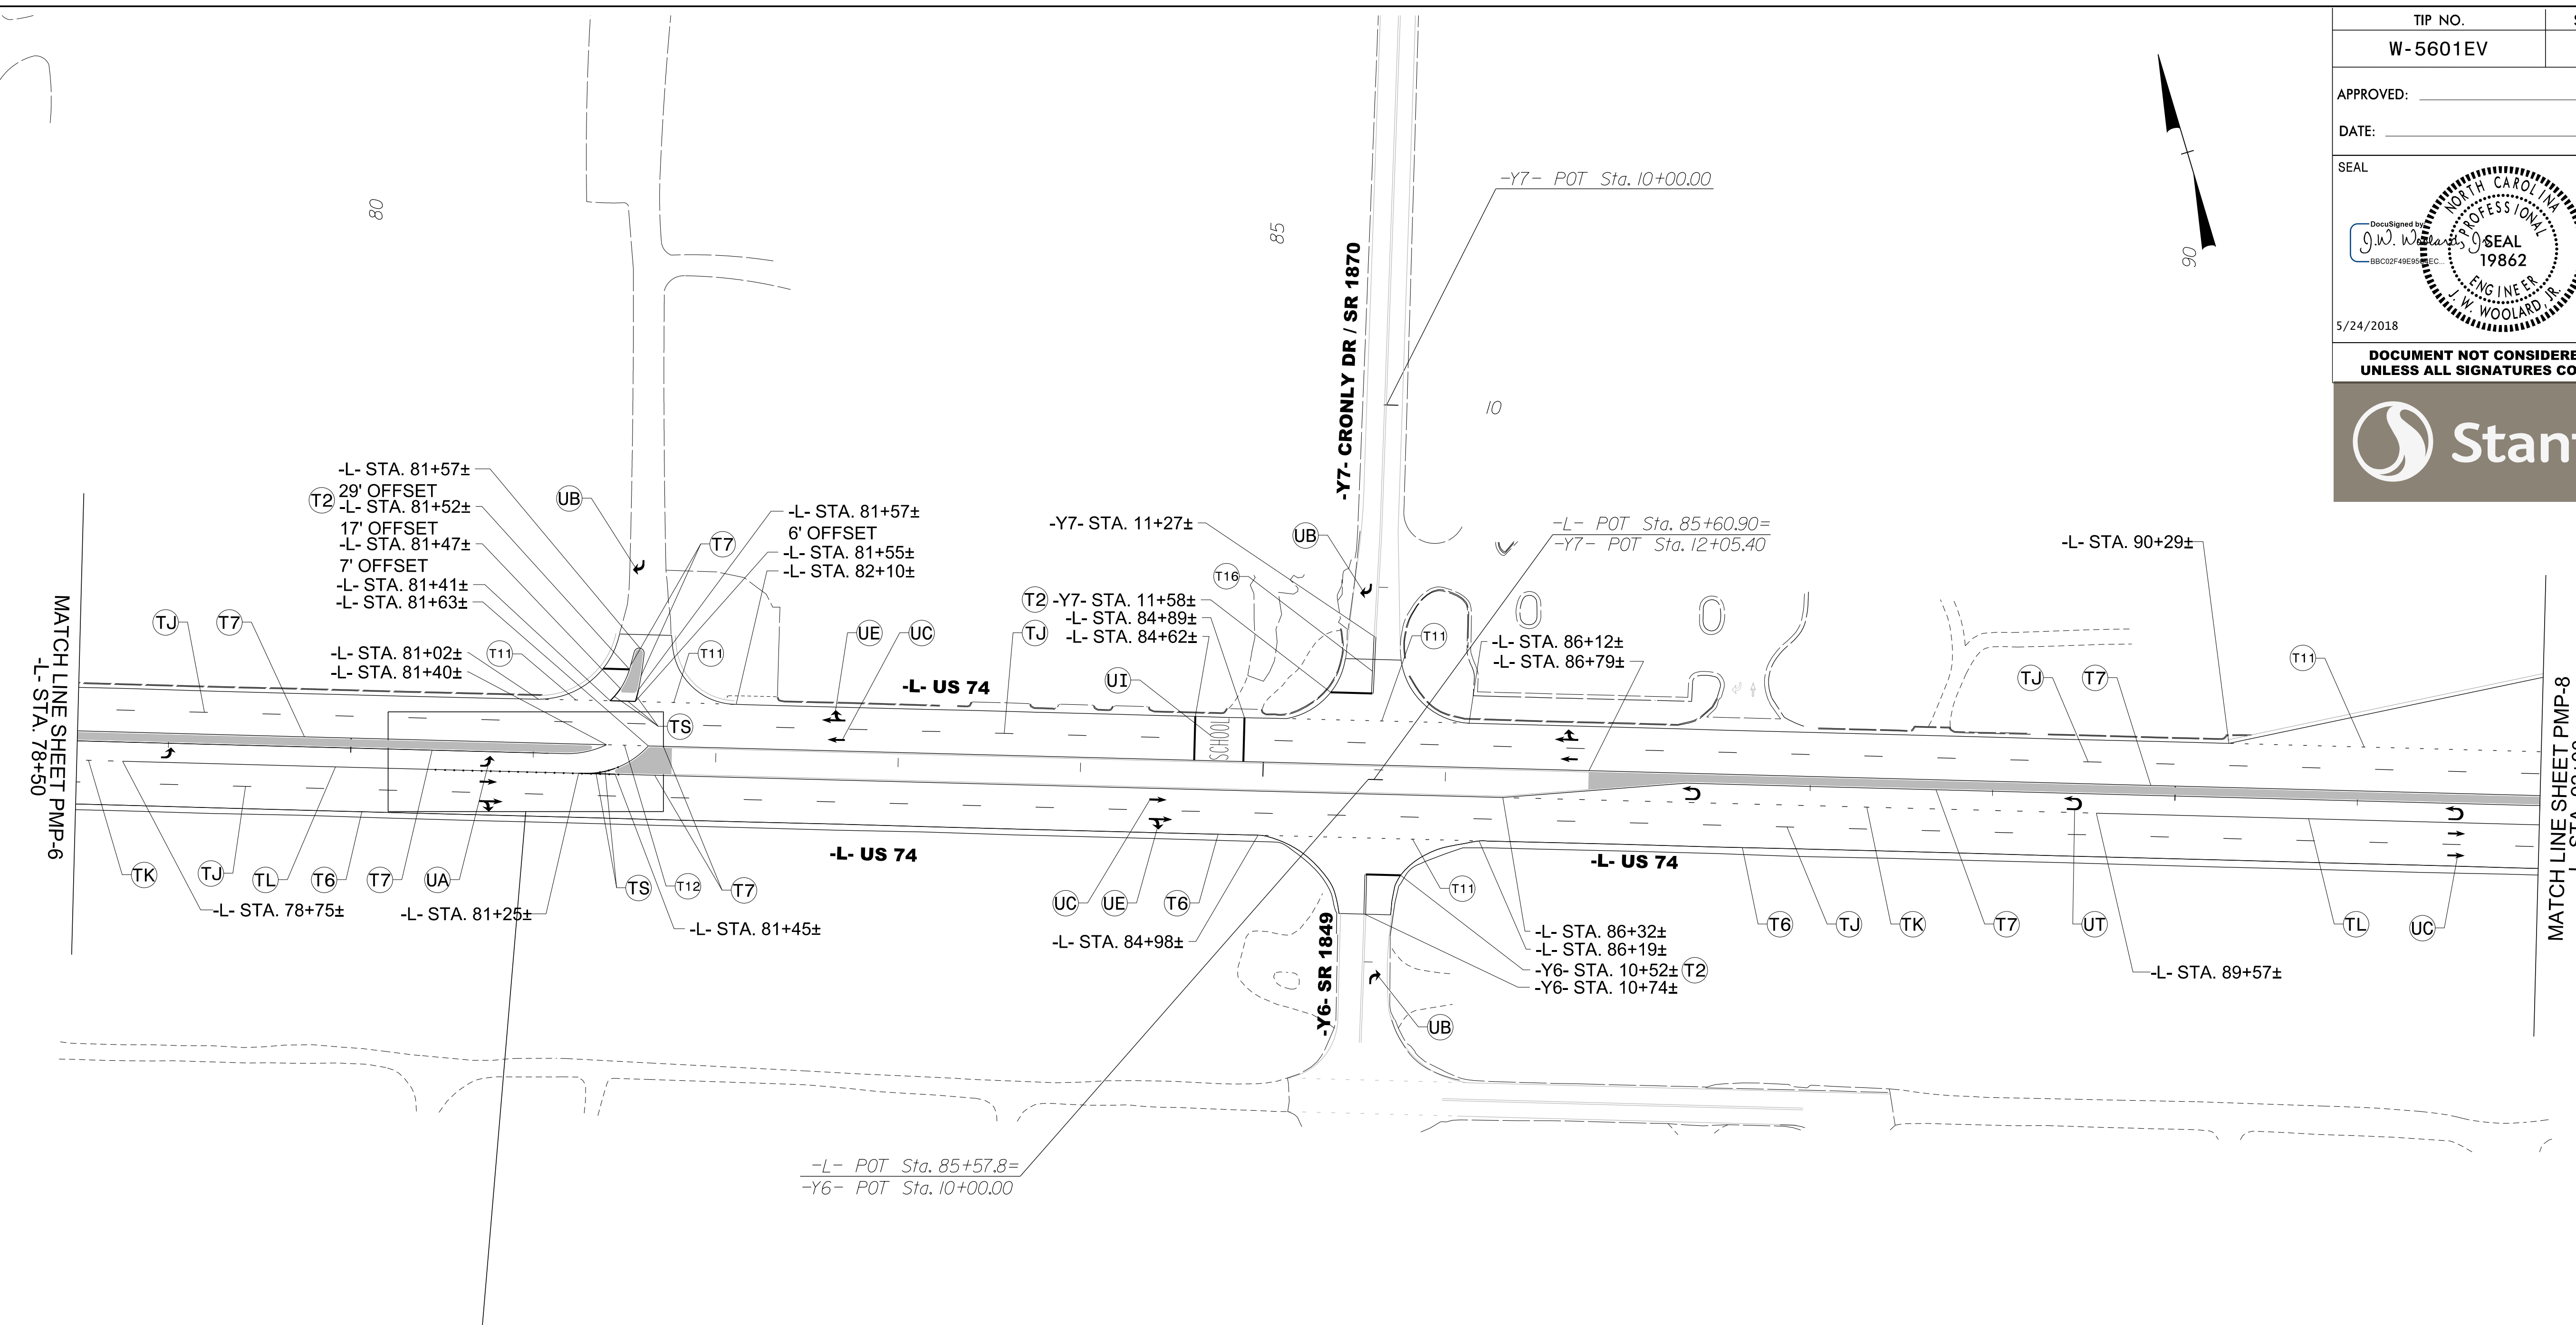 TIP NO.
W-5601EV
APPROVED:
DATE:
SEAL
NORTH CAROLINA
PROFESSIONAL
SEAL
19862
ENGINEER
J. W. WOOLARD, JR.
DocuSigned by
J.W. Woolard, Jr.
5/24/2018
DOCUMENT NOT CONSIDERE
UNLESS ALL SIGNATURES CO
Stan
80
85
90
10
-Y7- POT Sta. 10+00.00
-Y7- CRONLY DR / SR 1870
-L- STA. 81+57±
29' OFFSET
T2
-L- STA. 81+52±
17' OFFSET
-L- STA. 81+47±
7' OFFSET
-L- STA. 81+41±
-L- STA. 81+63±
-L- STA. 81+02±
-L- STA. 81+40±
UB
T7
-L- STA. 81+57±
6' OFFSET
-L- STA. 81+55±
-L- STA. 82+10±
-Y7- STA. 11+27±
UB
T16
T2 -Y7- STA. 11+58±
-L- STA. 84+89±
-L- STA. 84+62±
-L- POT Sta. 85+60.90=
-Y7- POT Sta. 12+05.40
-L- STA. 90+29±
MATCH LINE SHEET PMP-6
-L- STA. 78+50
TJ
T7
T11
T11
UE
UC
TJ
UI
T11
-L- STA. 86+12±
-L- STA. 86+79±
TJ
T7
T11
-L- US 74
TS
SCHOOL
MATCH LINE SHEET PMP-8
-L- US 74
-L- US 74
TK
TJ
TL
T6
T7
UA
TS
T12
T7
UC
UE
T6
T11
T6
TJ
TK
T7
UT
TL
UC
-L- STA. 78+75±
-L- STA. 81+25±
-L- STA. 81+45±
-L- STA. 84+98±
-Y6- SR 1849
-L- STA. 86+32±
-L- STA. 86+19±
-Y6- STA. 10+52± T2
-Y6- STA. 10+74±
-L- STA. 89+57±
UB
-L- POT Sta. 85+57.8=
-Y6- POT Sta. 10+00.00